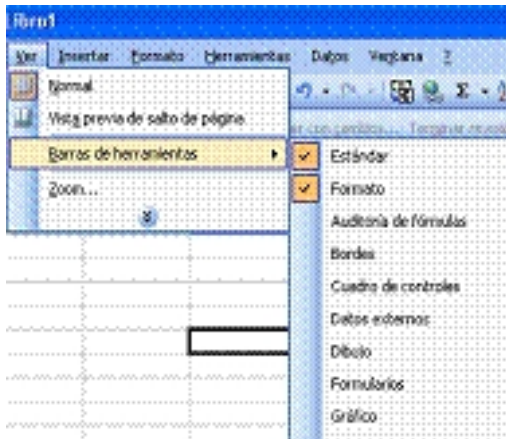 Libro1
Ver Insertar Formato Herramientas Datos Ventana ?
Normal
Vista previa de salto de página
Barras de herramientas
Zoom...
Estándar
Formato
Auditoría de fórmulas
Bordes
Cuadro de controles
Datos externos
Dibujo
Formularios
Gráfico